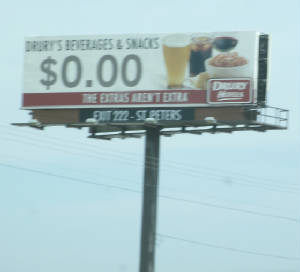 DRURY'S BEVERAGES & SNACKS
$0.00
THE EXTRAS AREN'T EXTRA
DRURY
HOTELS
EXIT 222 - ST. PETERS